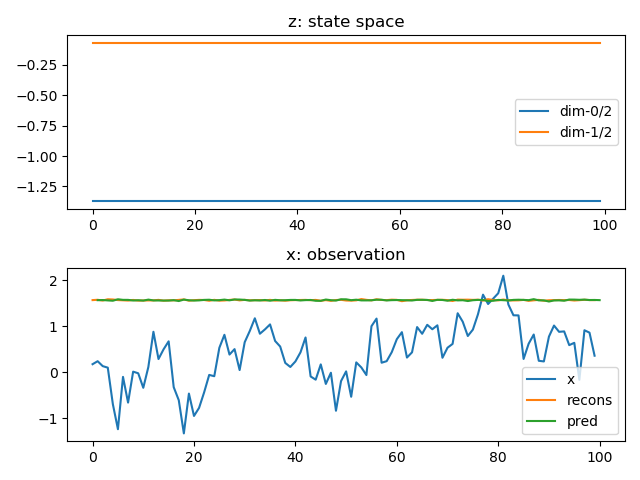 z: state space
−0.25
−0.50
−0.75
−1.00
−1.25
dim-0/2
dim-1/2
0 20 40 60 80 100
x: observation
2
1
0
−1
x
recons
pred
0 20 40 60 80 100